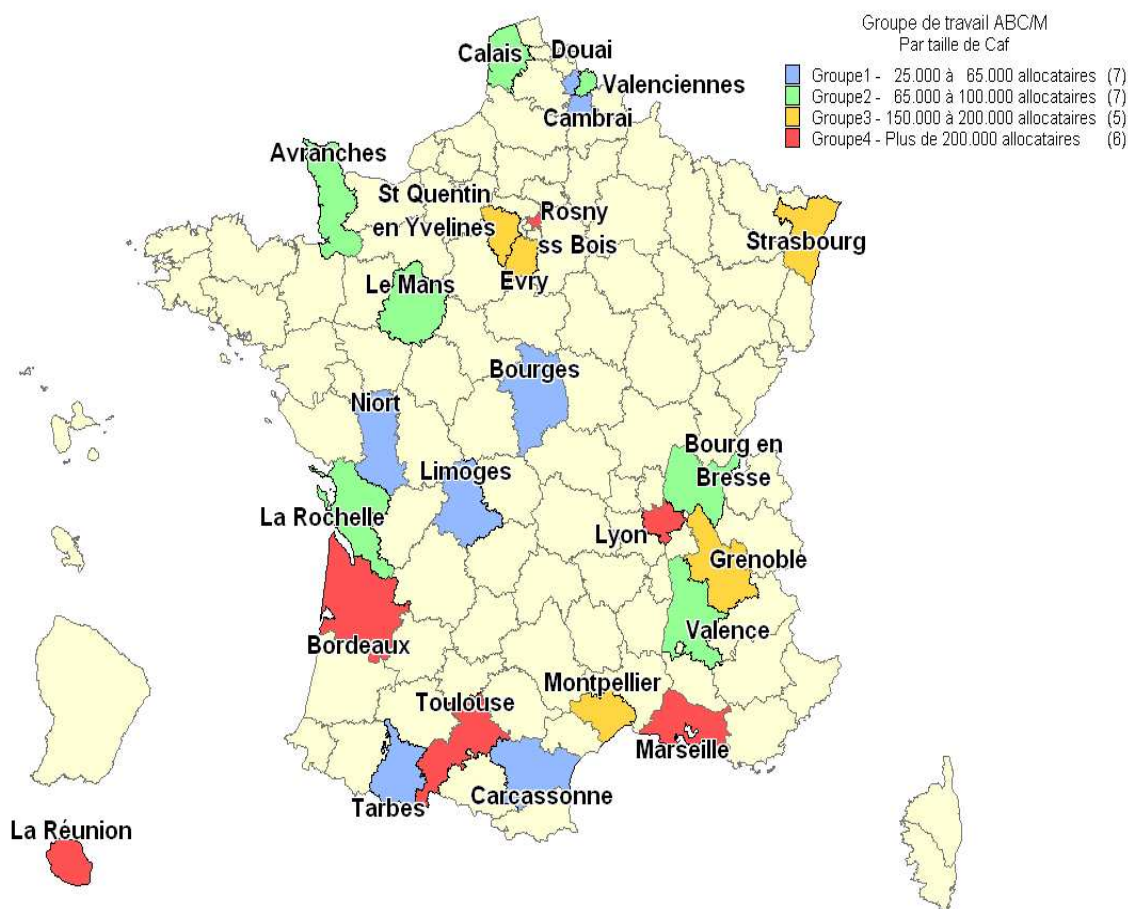 Groupe de travail ABC/M
Par taille de Caf
Groupe1 - 25.000 à 65.000 allocataires (7)
Groupe2 - 65.000 à 100.000 allocataires (7)
Groupe3 - 150.000 à 200.000 allocataires (5)
Groupe4 - Plus de 200.000 allocataires (6)
Calais
Douai
Valenciennes
Cambrai
Avranches
St Quentin
en Yvelines
Rosny
ss Bois
Evry
Strasbourg
Le Mans
Bourges
Niort
Limoges
Bourg en
Bresse
La Rochelle
Lyon
Grenoble
Bordeaux
Valence
Toulouse
Montpellier
Marseille
Tarbes
Carcassonne
La Réunion